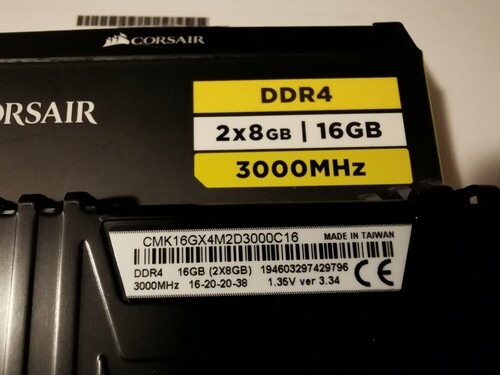 CORSAIR
ORSAIR
DDR4
2x8GB | 16GB
3000MHz
CMK16GX4M2D3000C16 MADE IN TAIWAN
DDR4 16GB (2X8GB) 194603297429796
3000MHz 16-20-20-38 1.35V ver 3.34
CE